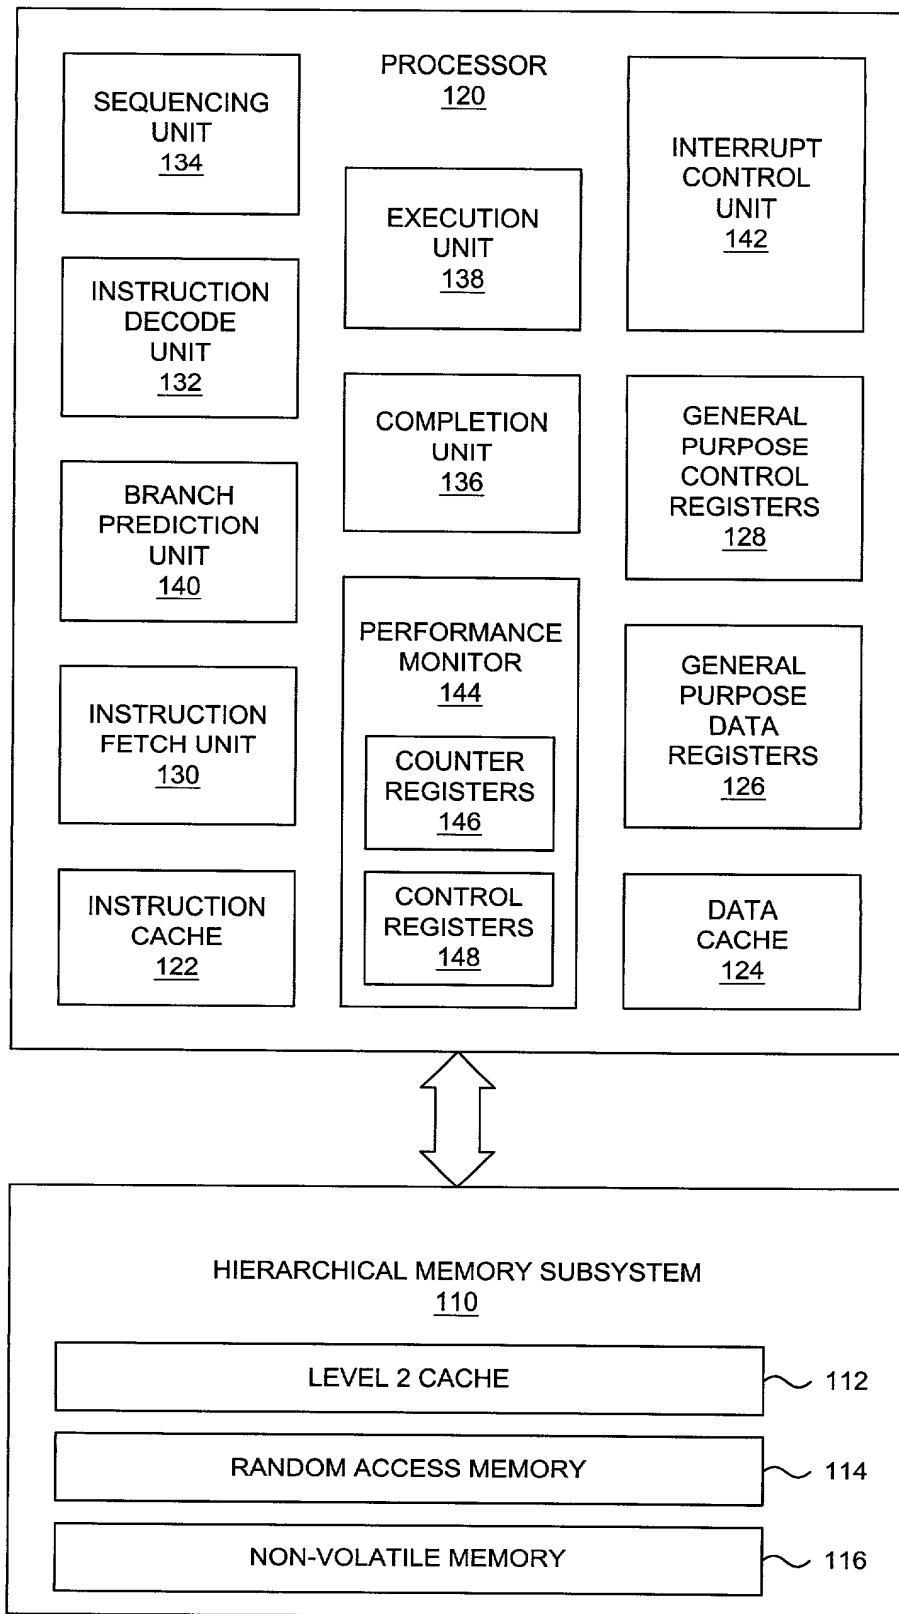 PROCESSOR
120
SEQUENCING
UNIT
134
INSTRUCTION
DECODE
UNIT
132
BRANCH
PREDICTION
UNIT
140
INSTRUCTION
FETCH UNIT
130
INSTRUCTION
CACHE
122
EXECUTION
UNIT
138
COMPLETION
UNIT
136
PERFORMANCE
MONITOR
144
COUNTER
REGISTERS
146
CONTROL
REGISTERS
148
INTERRUPT
CONTROL
UNIT
142
GENERAL
PURPOSE
CONTROL
REGISTERS
128
GENERAL
PURPOSE
DATA
REGISTERS
126
DATA
CACHE
124
HIERARCHICAL MEMORY SUBSYSTEM
110
LEVEL 2 CACHE
112
RANDOM ACCESS MEMORY
114
NON-VOLATILE MEMORY
116